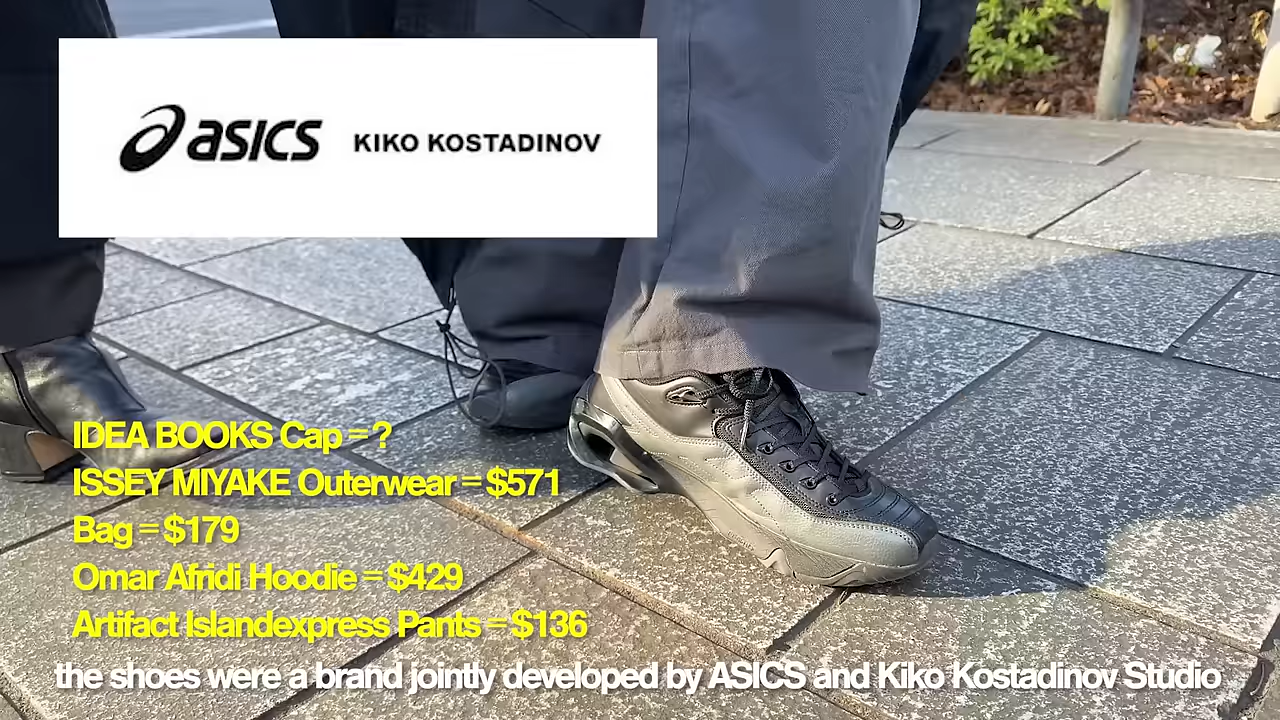 asics KIKO KOSTADINOV
IDEA BOOKS Cap = ?
ISSEY MIYAKE Outerwear = $571
Bag = $179
Omar Afridi Hoodie = $429
Artifact Islandexpress Pants = $136
the shoes were a brand jointly developed by ASICS and Kiko Kostadinov Studio